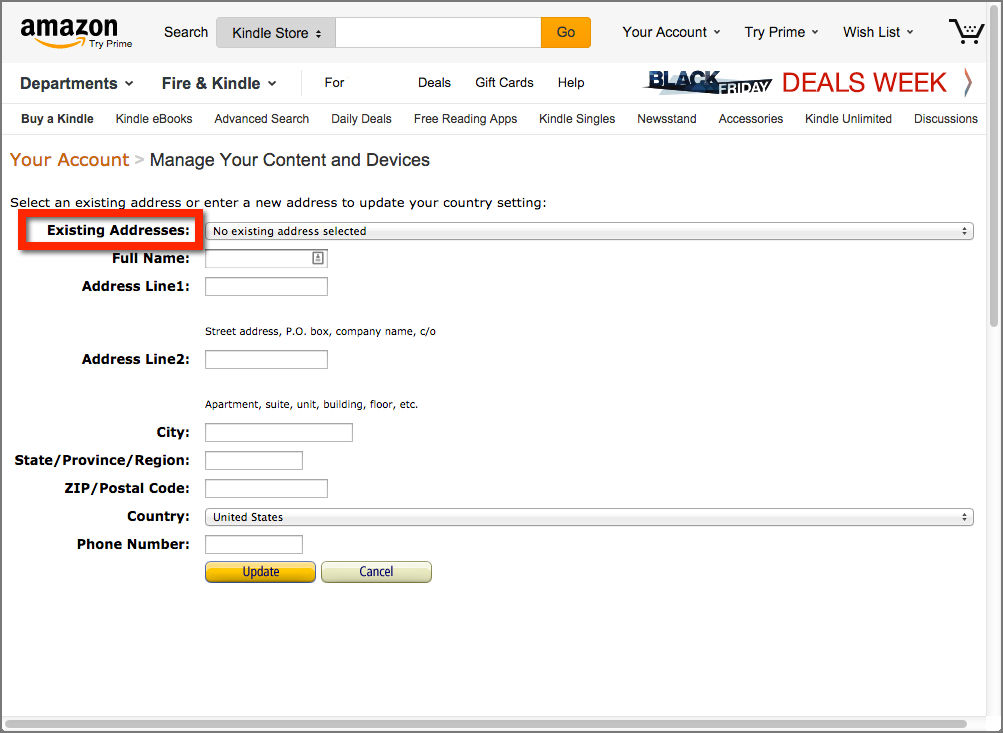 amazon
Try Prime
Search Kindle Store Go Your Account Try Prime Wish List
Departments Fire & Kindle For Deals Gift Cards Help BLACK FRIDAY DEALS WEEK
Buy a Kindle Kindle eBooks Advanced Search Daily Deals Free Reading Apps Kindle Singles Newsstand Accessories Kindle Unlimited Discussions
Your Account > Manage Your Content and Devices
Select an existing address or enter a new address to update your country setting:
Existing Addresses: No existing address selected
Full Name:
Address Line1:
Street address, P.O. box, company name, c/o
Address Line2:
Apartment, suite, unit, building, floor, etc.
City:
State/Province/Region:
ZIP/Postal Code:
Country: United States
Phone Number:
Update Cancel